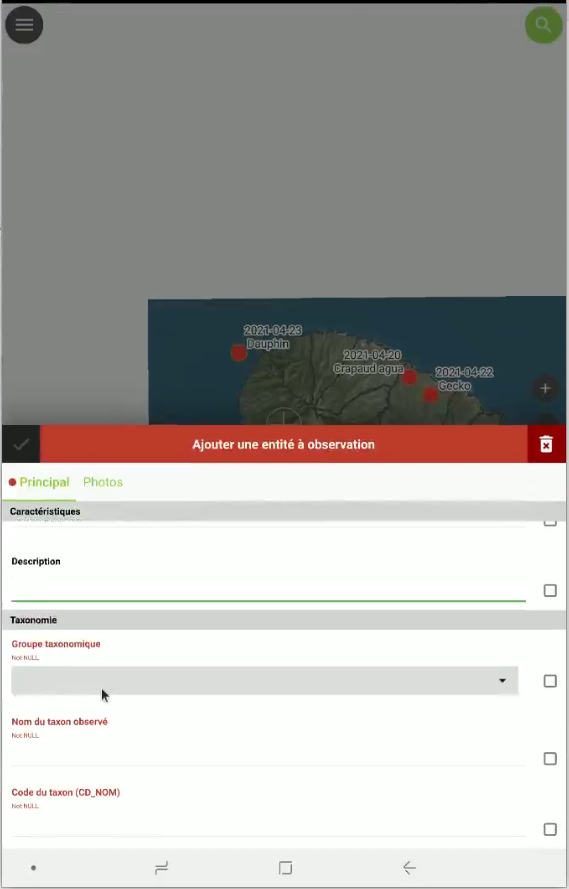 2021-04-23
Dauphin
2021-04-20
Crapaud agua
2021-04-22
Gecko
Ajouter une entité à observation
Principal Photos
Caractéristiques
Description
Taxonomie
Groupe taxonomique
Not NULL
Nom du taxon observé
Not NULL
Code du taxon (CD_NOM)
Not NULL